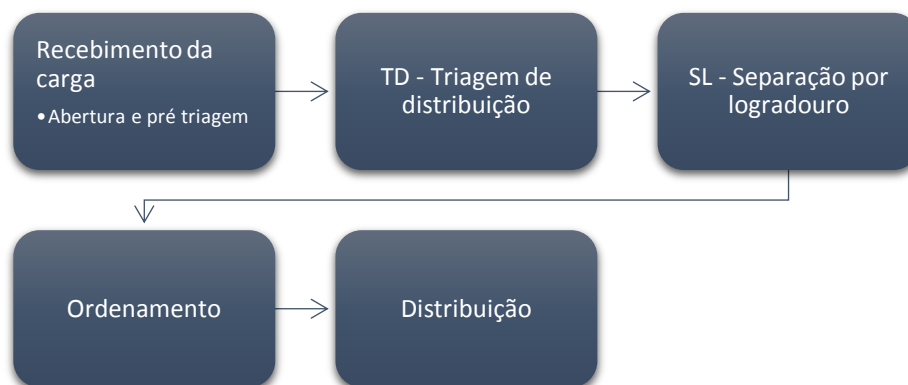 Recebimento da
carga
•Abertura e pré triagem
TD - Triagem de
distribuição
SL - Separação por
logradouro
Ordenamento
Distribuição